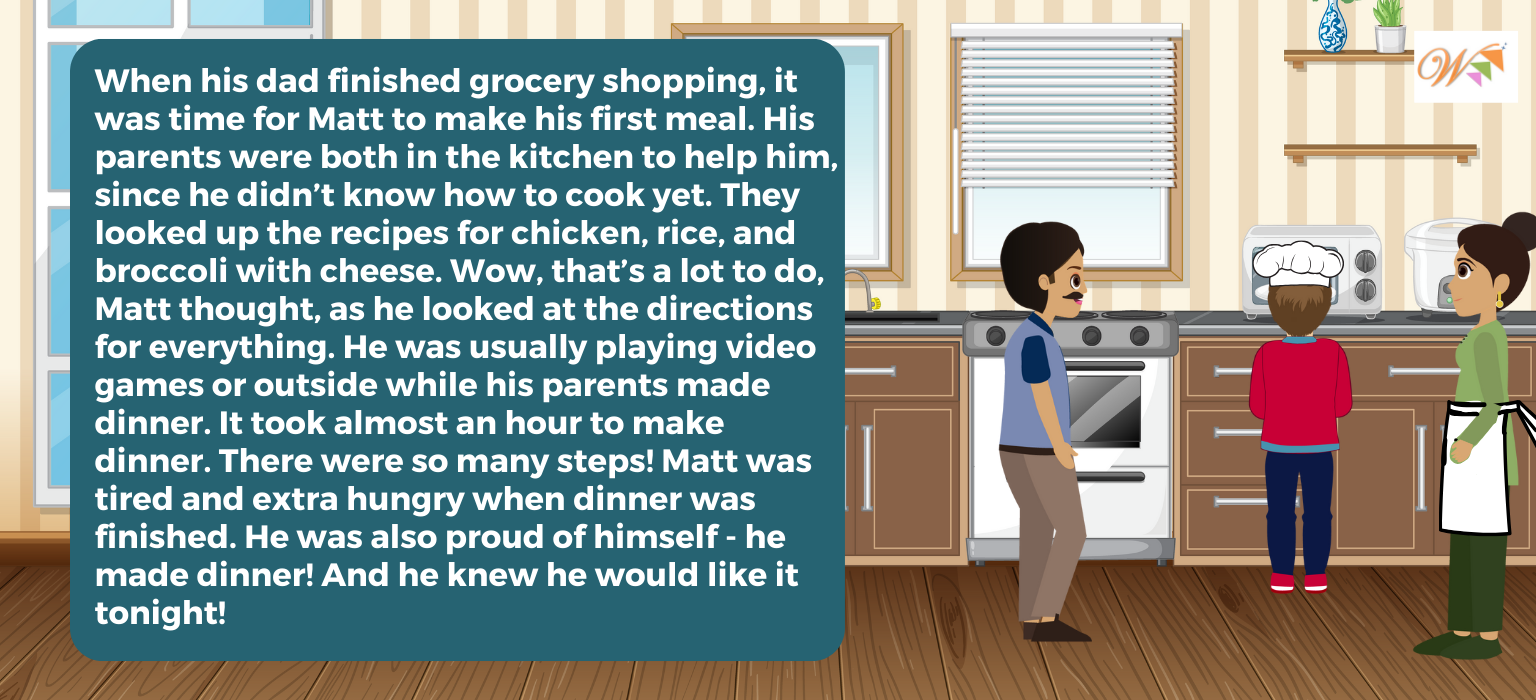 When his dad finished grocery shopping, it
was time for Matt to make his first meal. His
parents were both in the kitchen to help him,
since he didn’t know how to cook yet. They
looked up the recipes for chicken, rice, and
broccoli with cheese. Wow, that’s a lot to do,
Matt thought, as he looked at the directions
for everything. He was usually playing video
games or outside while his parents made
dinner. It took almost an hour to make
dinner. There were so many steps! Matt was
tired and extra hungry when dinner was
finished. He was also proud of himself - he
made dinner! And he knew he would like it
tonight!
W